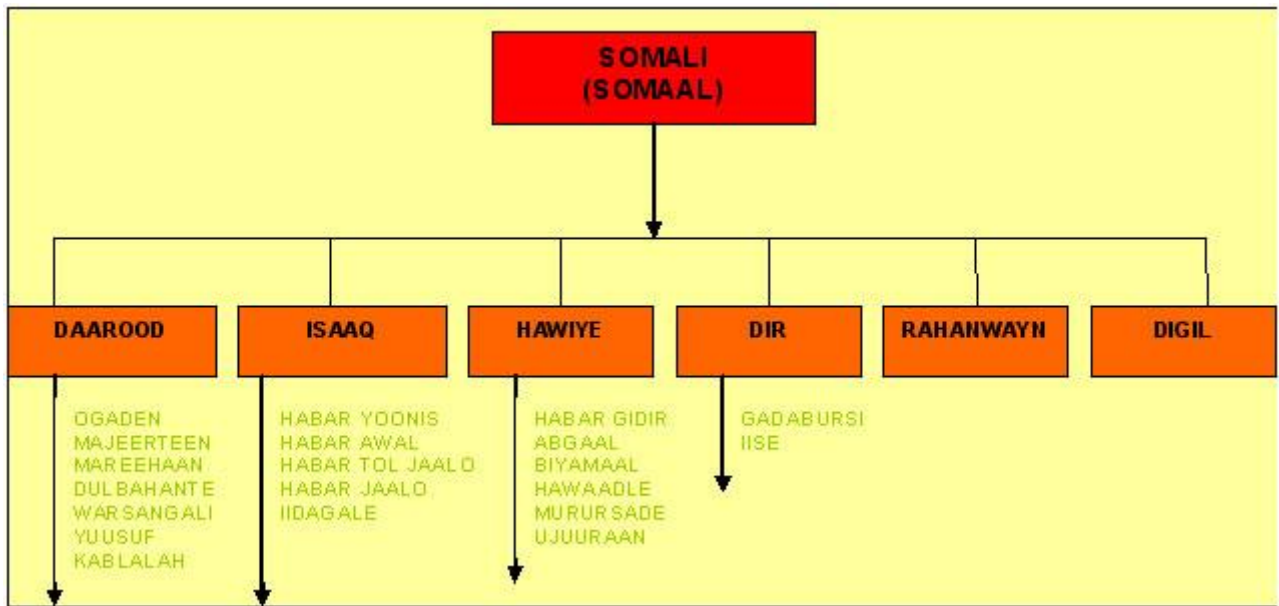 SOMALI
(SOMAAL)
DAAROOD
ISAAQ
HAWIYE
DIR
RAHANWAYN
DIGIL
OGADEN
MAJEERTEEN
MAREEHAAN
DULBAHANTE
WARSANGALI
YUUSUF
KABLALAH
HABAR YOONIS
HABAR AWAL
HABAR TOL JAALO
HABAR JAALO
IIDAGALE
HABAR GIDIR
ABGAAL
BIYAMAAL
HAWAADLE
MURURSADE
UJUURAAN
GADABURSI
IISE